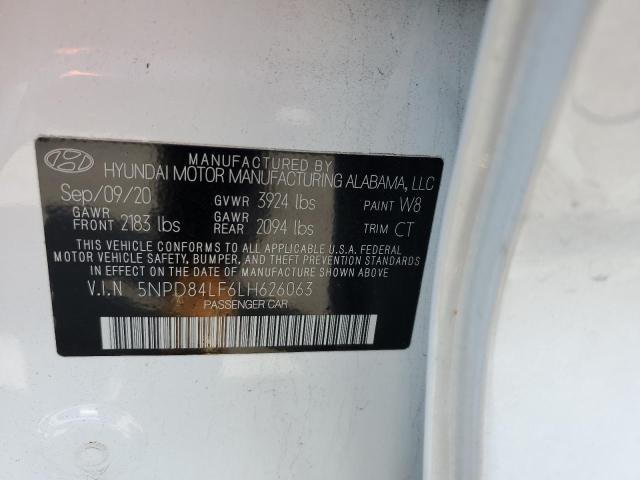 MANUFACTURED BY
HYUNDAI MOTOR MANUFACTURING ALABAMA, LLC
Sep/09/20 GVWR 3924 lbs PAINT W8
GAWR FRONT 2183 lbs GAWR REAR 2094 lbs TRIM CT
THIS VEHICLE CONFORMS TO ALL APPLICABLE U.S.A. FEDERAL
MOTOR VEHICLE SAFETY, BUMPER, AND THEFT PREVENTION
STANDARDS IN EFFECT ON THE DATE OF MANUFACTURE SHOWN ABOVE.
V.I.N 5NPD84LF6LH626063
PASSENGER CAR